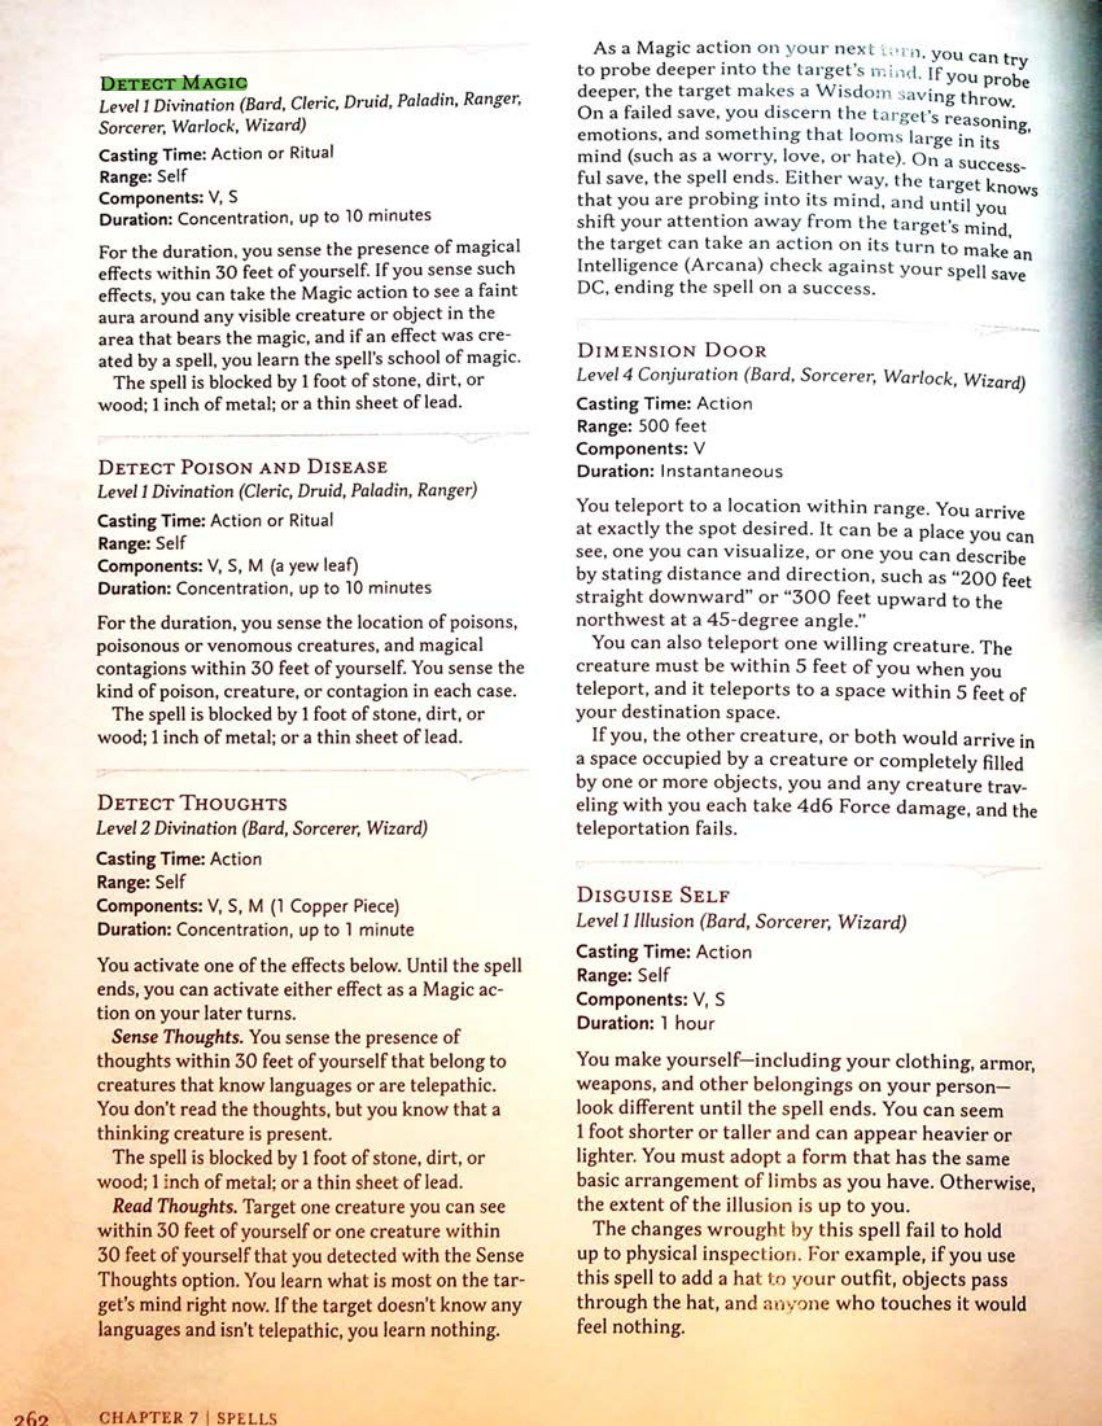 DETECT MAGIC
Level 1 Divination (Bard, Cleric, Druid, Paladin, Ranger,
Sorcerer, Warlock, Wizard)
Casting Time: Action or Ritual
Range: Self
Components: V, S
Duration: Concentration, up to 10 minutes
For the duration, you sense the presence of magical
effects within 30 feet of yourself. If you sense such
effects, you can take the Magic action to see a faint
aura around any visible creature or object in the
area that bears the magic, and if an effect was cre-
ated by a spell, you learn the spell's school of magic.
The spell is blocked by 1 foot of stone, dirt, or
wood; 1 inch of metal; or a thin sheet of lead.
DETECT POISON AND DISEASE
Level 1 Divination (Cleric, Druid, Paladin, Ranger)
Casting Time: Action or Ritual
Range: Self
Components: V, S, M (a yew leaf)
Duration: Concentration, up to 10 minutes
For the duration, you sense the location of poisons,
poisonous or venomous creatures, and magical
contagions within 30 feet of yourself. You sense the
kind of poison, creature, or contagion in each case.
The spell is blocked by 1 foot of stone, dirt, or
wood; 1 inch of metal; or a thin sheet of lead.
DETECT THOUGHTS
Level 2 Divination (Bard, Sorcerer, Wizard)
Casting Time: Action
Range: Self
Components: V, S, M (1 Copper Piece)
Duration: Concentration, up to 1 minute
You activate one of the effects below. Until the spell
ends, you can activate either effect as a Magic ac-
tion on your later turns.
Sense Thoughts. You sense the presence of
thoughts within 30 feet of yourself that belong to
creatures that know languages or are telepathic.
You don't read the thoughts, but you know that a
thinking creature is present.
The spell is blocked by 1 foot of stone, dirt, or
wood; 1 inch of metal; or a thin sheet of lead.
Read Thoughts. Target one creature you can see
within 30 feet of yourself or one creature within
30 feet of yourself that you detected with the Sense
Thoughts option. You learn what is most on the tar-
get's mind right now. If the target doesn't know any
languages and isn't telepathic, you learn nothing.
As a Magic action on your next turn, you can try
to probe deeper into the target's mind. If you probe
deeper, the target makes a Wisdom saving throw.
On a failed save, you discern the target's reasoning,
emotions, and something that looms large in its
mind (such as a worry, love, or hate). On a success-
ful save, the spell ends. Either way, the target knows
that you are probing into its mind, and until you
shift your attention away from the target's mind,
the target can take an action on its turn to make an
Intelligence (Arcana) check against your spell save
DC, ending the spell on a success.
DIMENSION DOOR
Level 4 Conjuration (Bard, Sorcerer, Warlock, Wizard)
Casting Time: Action
Range: 500 feet
Components: V
Duration: Instantaneous
You teleport to a location within range. You arrive
at exactly the spot desired. It can be a place you can
see, one you can visualize, or one you can describe
by stating distance and direction, such as “200 feet
straight downward” or “300 feet upward to the
northwest at a 45-degree angle.”
You can also teleport one willing creature. The
creature must be within 5 feet of you when you
teleport, and it teleports to a space within 5 feet of
your destination space.
If you, the other creature, or both would arrive in
a space occupied by a creature or completely filled
by one or more objects, you and any creature trav-
eling with you each take 4d6 Force damage, and the
teleportation fails.
DISGUISE SELF
Level 1 Illusion (Bard, Sorcerer, Wizard)
Casting Time: Action
Range: Self
Components: V, S
Duration: 1 hour
You make yourself—including your clothing, armor,
weapons, and other belongings on your person—
look different until the spell ends. You can seem
1 foot shorter or taller and can appear heavier or
lighter. You must adopt a form that has the same
basic arrangement of limbs as you have. Otherwise,
the extent of the illusion is up to you.
The changes wrought by this spell fail to hold
up to physical inspection. For example, if you use
this spell to add a hat to your outfit, objects pass
through the hat, and anyone who touches it would
feel nothing.
262 CHAPTER 7 | SPELLS